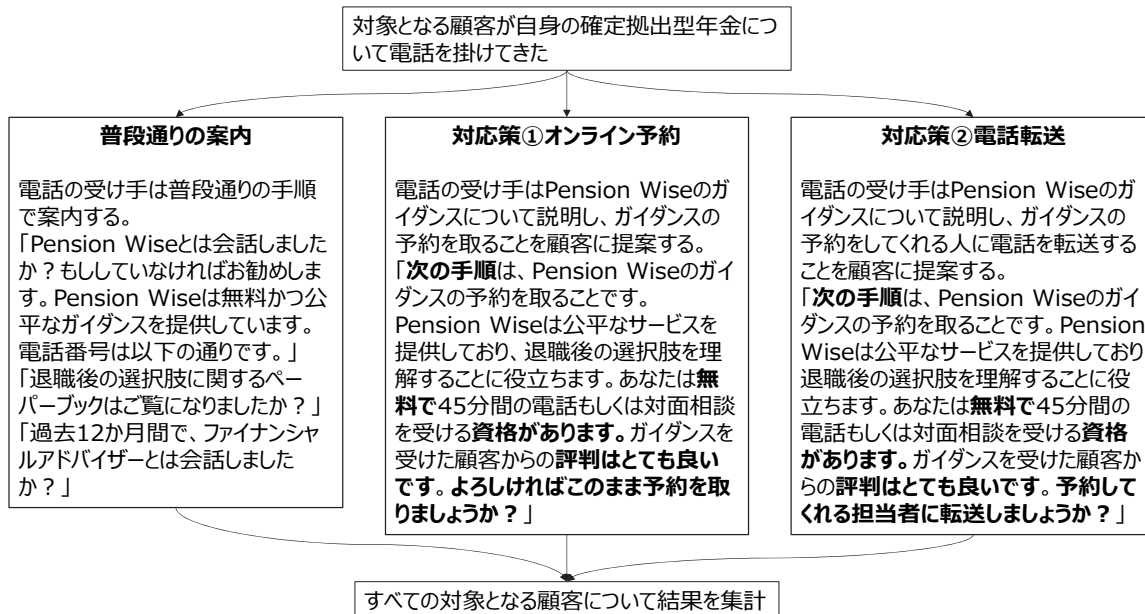 対象となる顧客が自身の確定拠出型年金につ
いて電話を掛けてきた
普段通りの案内
電話の受け手は普段通りの手順
で案内する。
「Pension Wiseとは会話しました
か？もししていなければお勧めしま
す。Pension Wiseは無料かつ公
平なガイダンスを提供しています。
電話番号は以下の通りです。」
「退職後の選択肢に関するペー
パーブックはご覧になりましたか？」
「過去12か月間で、ファイナンシャ
ルアドバイザーとは会話しました
か？」
対応策①オンライン予約
電話の受け手はPension Wiseのガ
イダンスについて説明し、ガイダンスの
予約を取ることを顧客に提案する。
「次の手順は、Pension Wiseのガイ
ダンスの予約を取ることです。
Pension Wiseは公平なサービスを
提供しており、退職後の選択肢を理
解することに役立ちます。あなたは無
料で45分間の電話もしくは対面相談
を受ける資格があります。ガイダンスを
受けた顧客からの評判はとても良い
です。よろしければこのまま予約を取
りましょうか？」
対応策②電話転送
電話の受け手はPension Wiseのガ
イダンスについて説明し、ガイダンスの
予約をしてくれる人に電話を転送する
ことを顧客に提案する。
「次の手順は、Pension Wiseのガイ
ダンスの予約を取ることです。Pension
Wiseは公平なサービスを提供しており
退職後の選択肢を理解することに役
立ちます。あなたは無料で45分間の
電話もしくは対面相談を受ける資格
があります。ガイダンスを受けた顧客か
らの評判はとても良いです。予約して
くれる担当者に転送しましょうか？」
すべての対象となる顧客について結果を集計